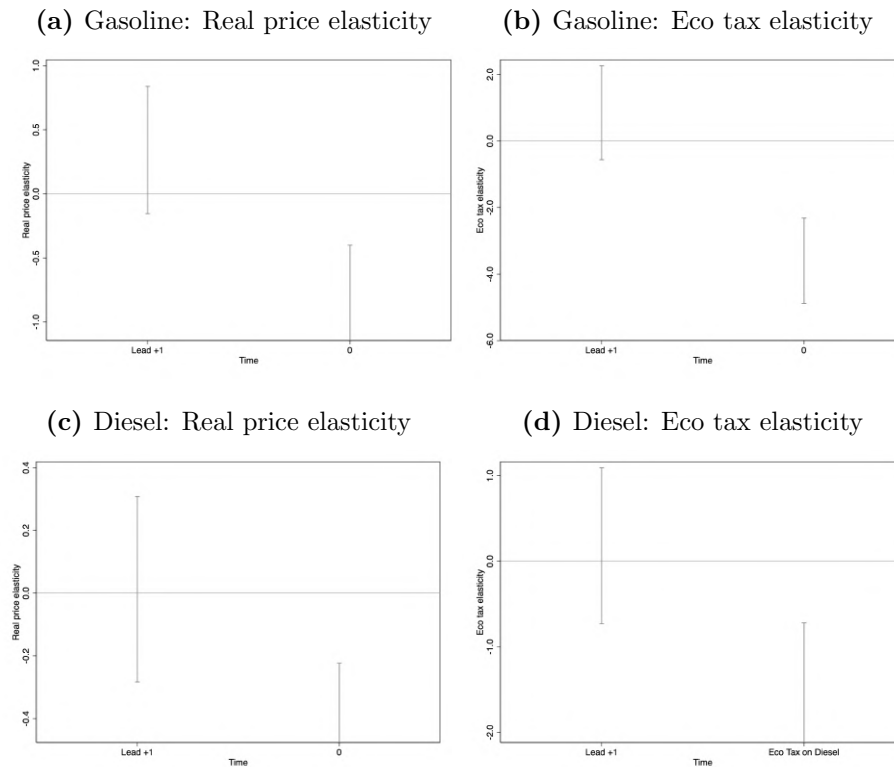 (a) Gasoline: Real price elasticity
Real price elasticity
1.0
0.5
0.0
-0.5
-1.0
Lead +1
0
Time
(b) Gasoline: Eco tax elasticity
Eco tax elasticity
2.0
0.0
-2.0
-4.0
-6.0
Lead +1
0
Time
(c) Diesel: Real price elasticity
Real price elasticity
0.4
0.2
0.0
-0.2
-0.4
Lead +1
0
Time
(d) Diesel: Eco tax elasticity
Eco tax elasticity
1.0
0.0
-1.0
-2.0
Lead +1
Eco Tax on Diesel
Time